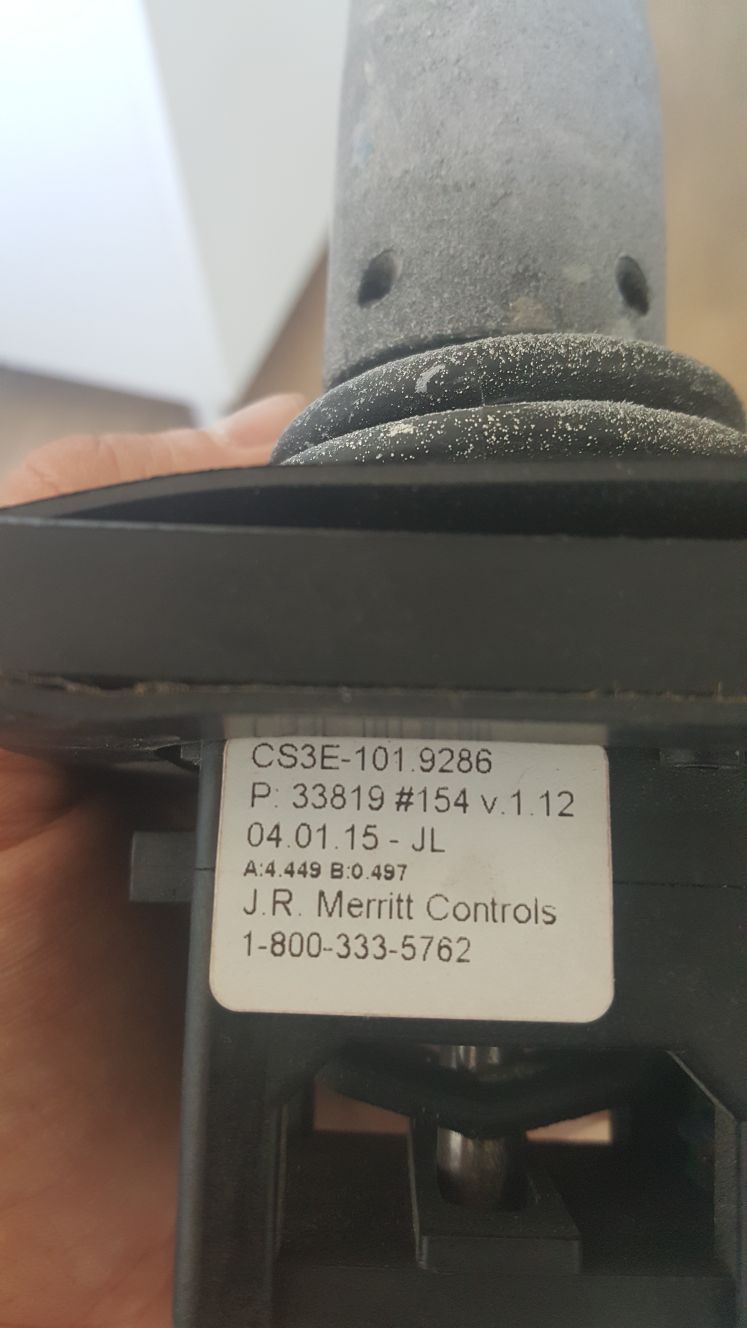 CS3E-101.9286
P: 33819 #154 v.1.12
04.01.15 - JL
A:4.449 B:0.497
J.R. Merritt Controls
1-800-333-5762